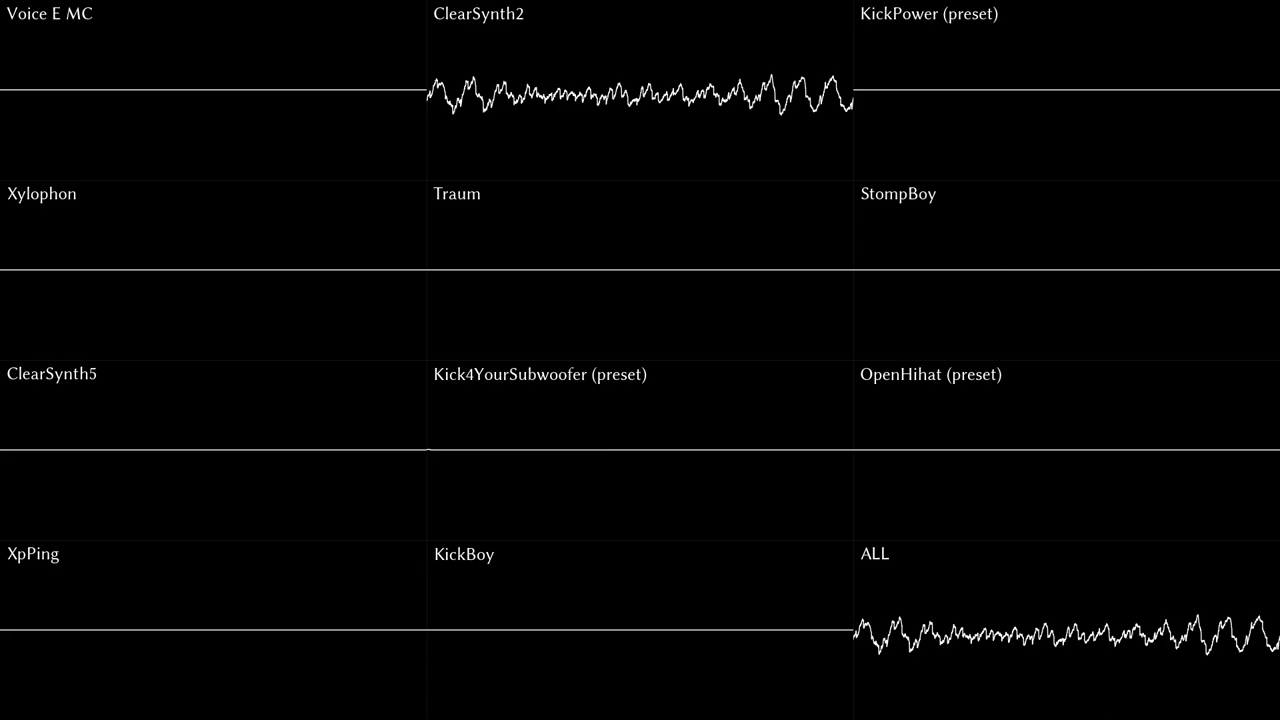 Voice E MC
ClearSynth2
KickPower (preset)
Xylophon
Traum
StompBoy
ClearSynth5
Kick4YourSubwoofer (preset)
OpenHihat (preset)
XpPing
KickBoy
ALL